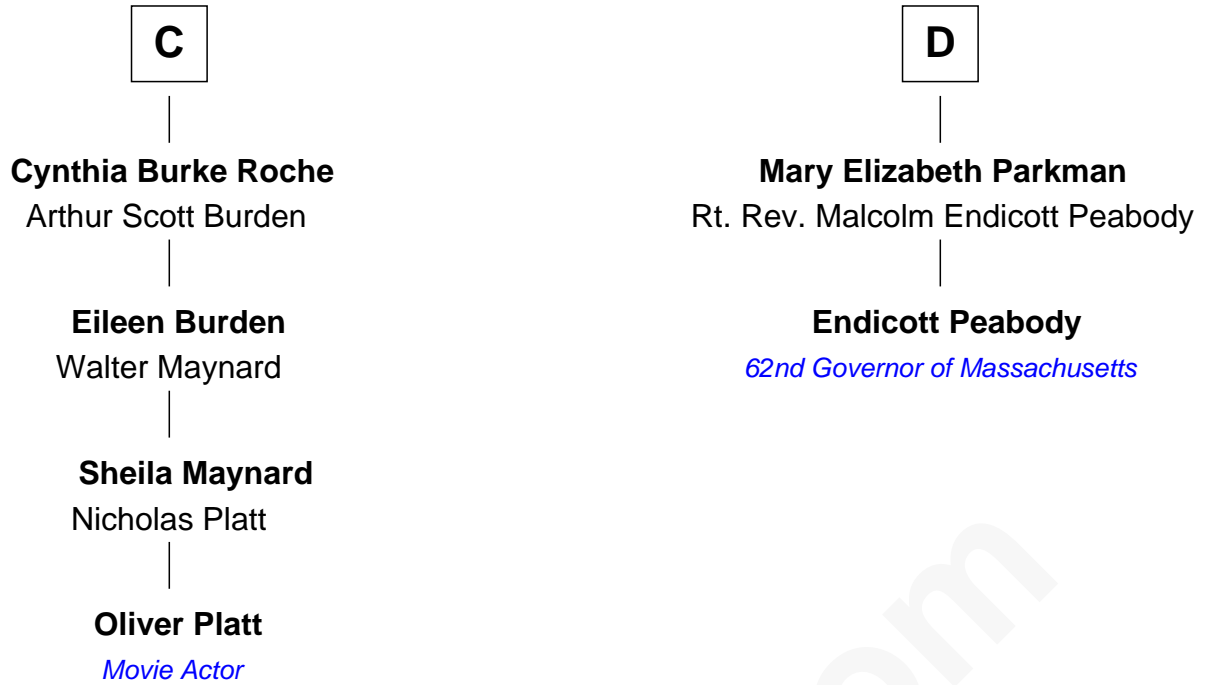 C
Cynthia Burke Roche
Arthur Scott Burden
Eileen Burden
Walter Maynard
Sheila Maynard
Nicholas Platt
Oliver Platt
Movie Actor
D
Mary Elizabeth Parkman
Rt. Rev. Malcolm Endicott Peabody
Endicott Peabody
62nd Governor of Massachusetts